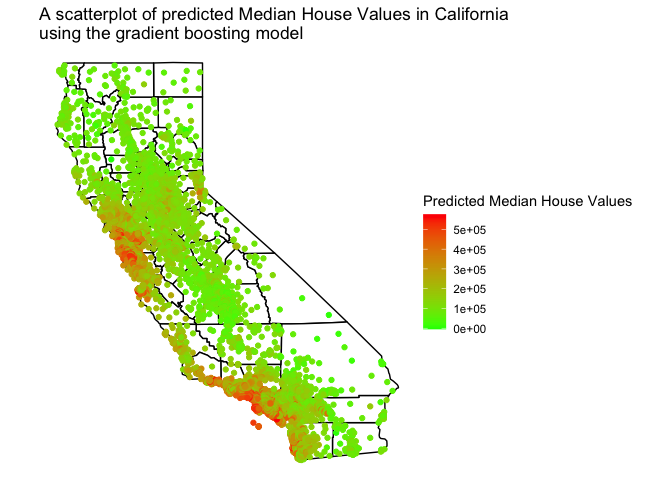 A scatterplot of predicted Median House Values in California
using the gradient boosting model
Predicted Median House Values
5e+05
4e+05
3e+05
2e+05
1e+05
0e+00